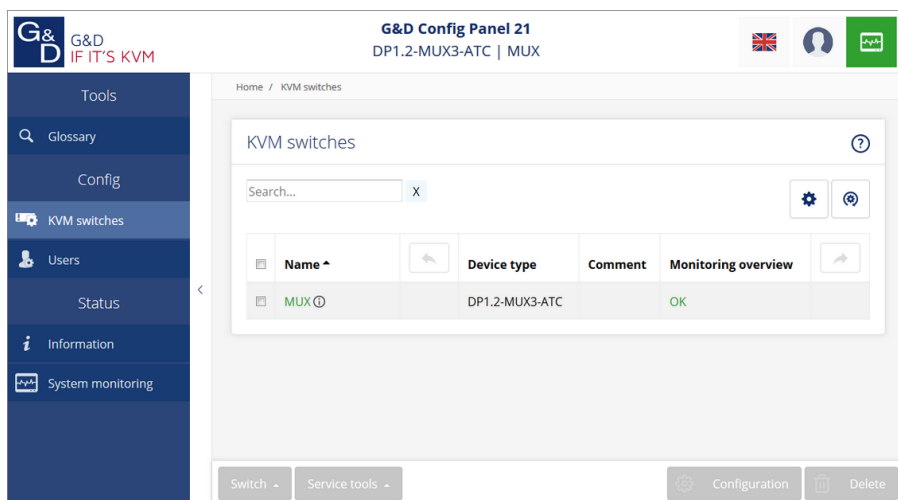 G&D
G&D
IF IT'S KVM
G&D Config Panel 21
DP1.2-MUX3-ATC | MUX
Tools
Glossary
Config
KVM switches
Users
Status
Information
System monitoring
Home / KVM switches
KVM switches
?
Search...
X
Name
Device type
Comment
Monitoring overview
MUX
DP1.2-MUX3-ATC
OK
Switch
Service tools
Configuration
Delete